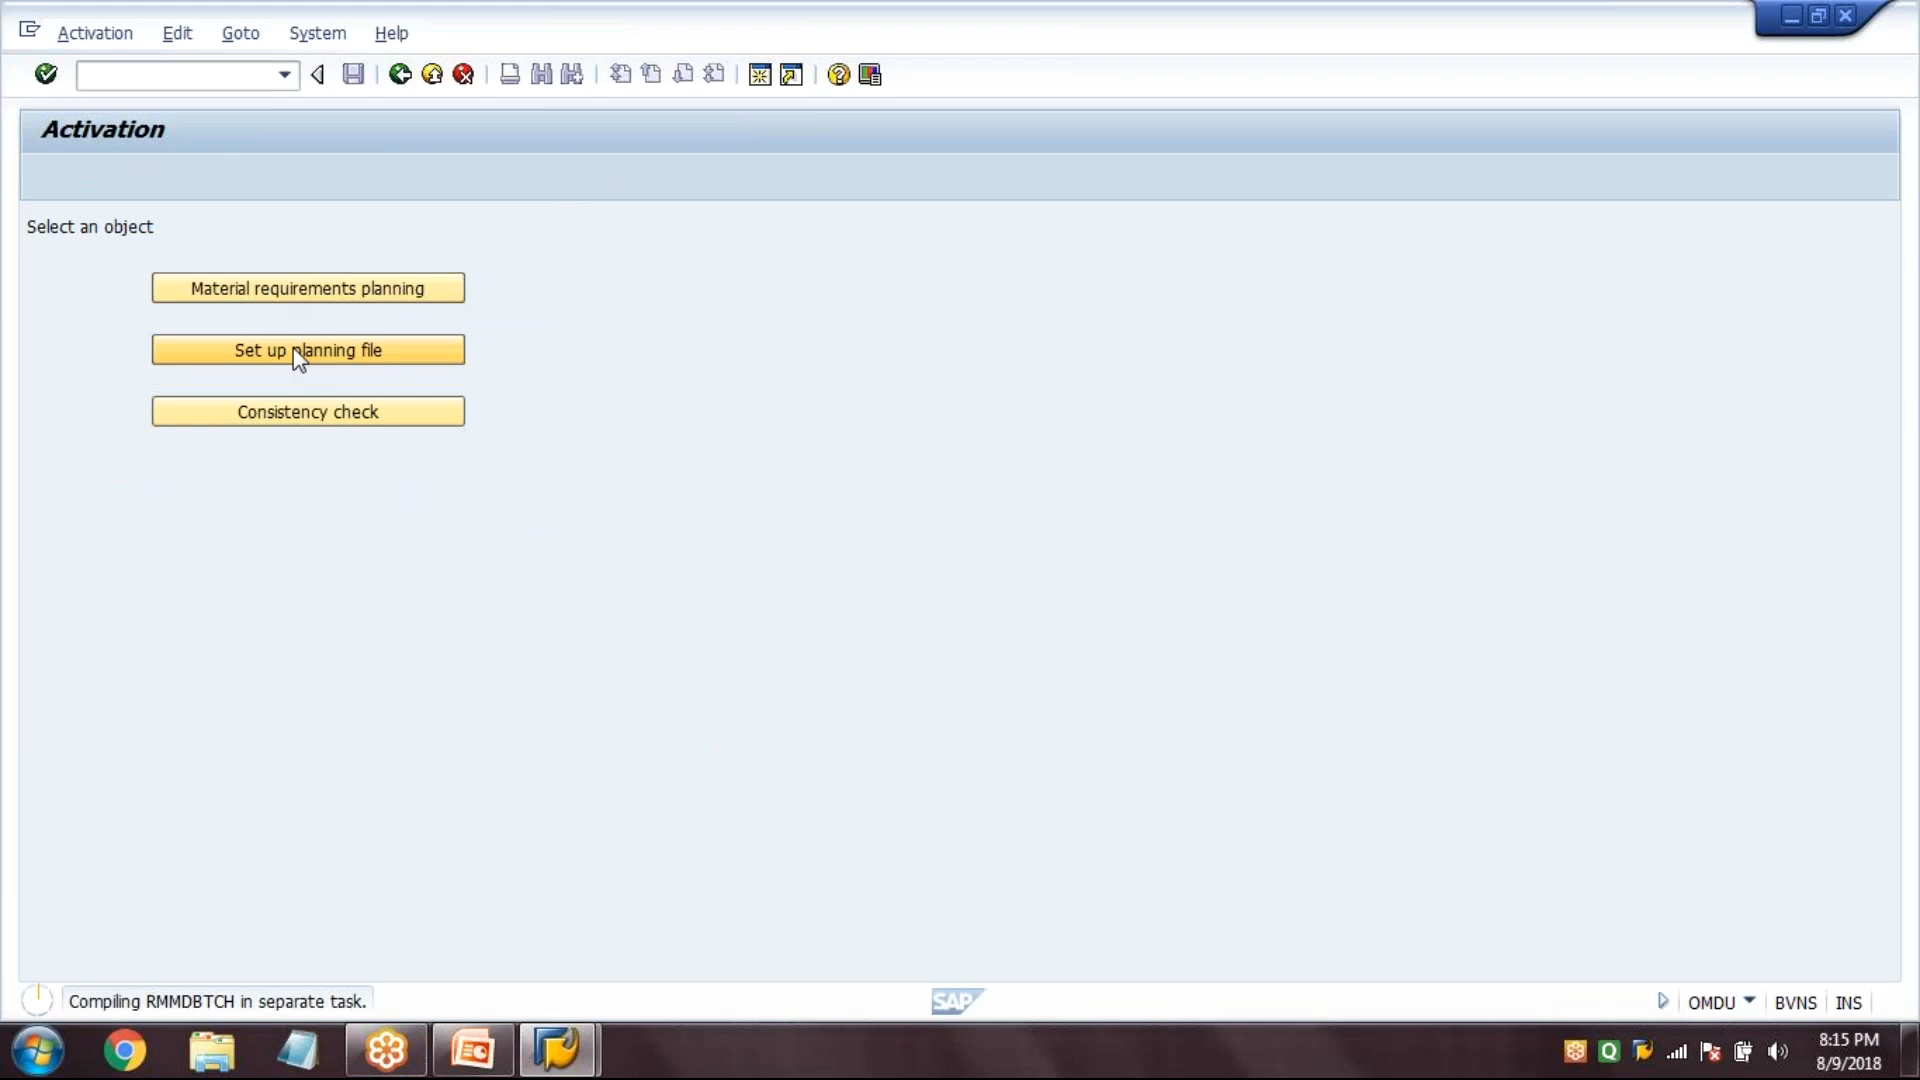 Activation Edit Goto System Help
Activation
Select an object
Material requirements planning
Set up planning file
Consistency check
Compiling RMMDBTCH in separate task.
SAP
OMDU BVNS INS
8:15 PM
8/9/2018